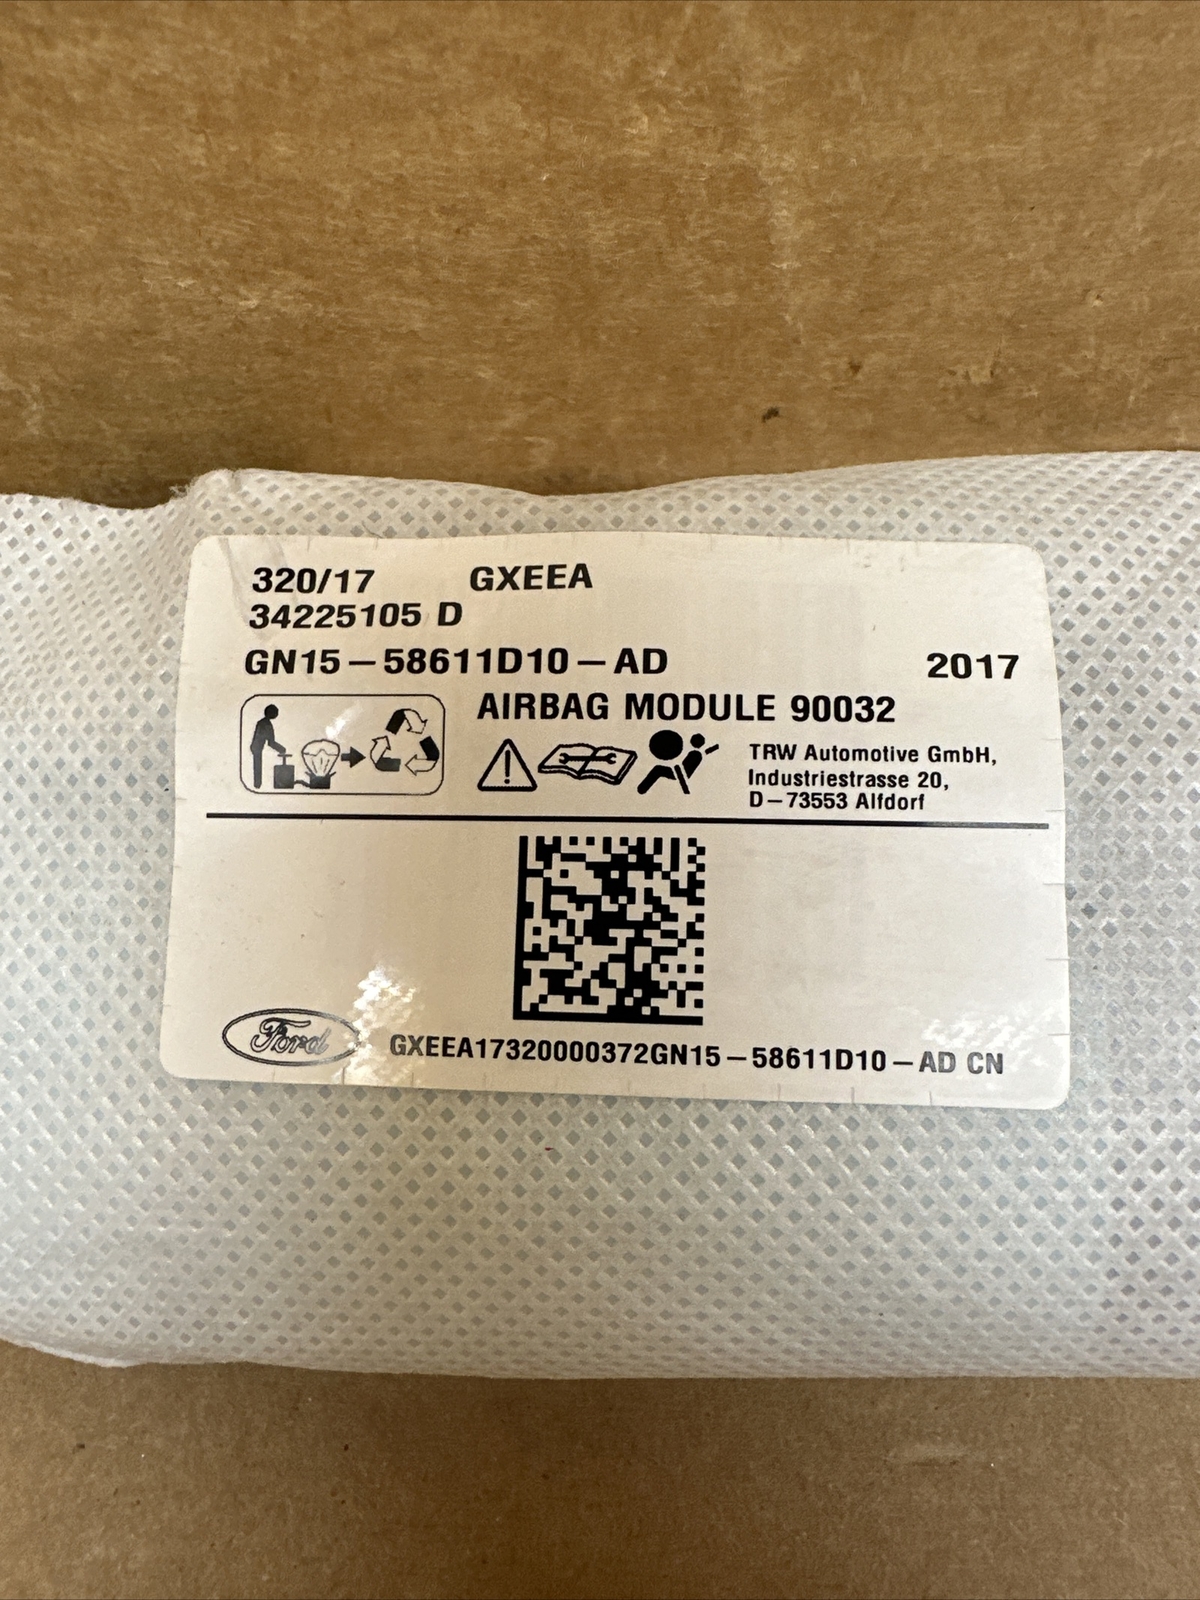 320/17 GXEEA
34225105 D
GN15-58611D10-AD 2017
AIRBAG MODULE 90032
TRW Automotive GmbH,
Industriestrasse 20,
D-73553 Alfdorf
Ford
GXEEA17320000372GN15-58611D10-AD CN